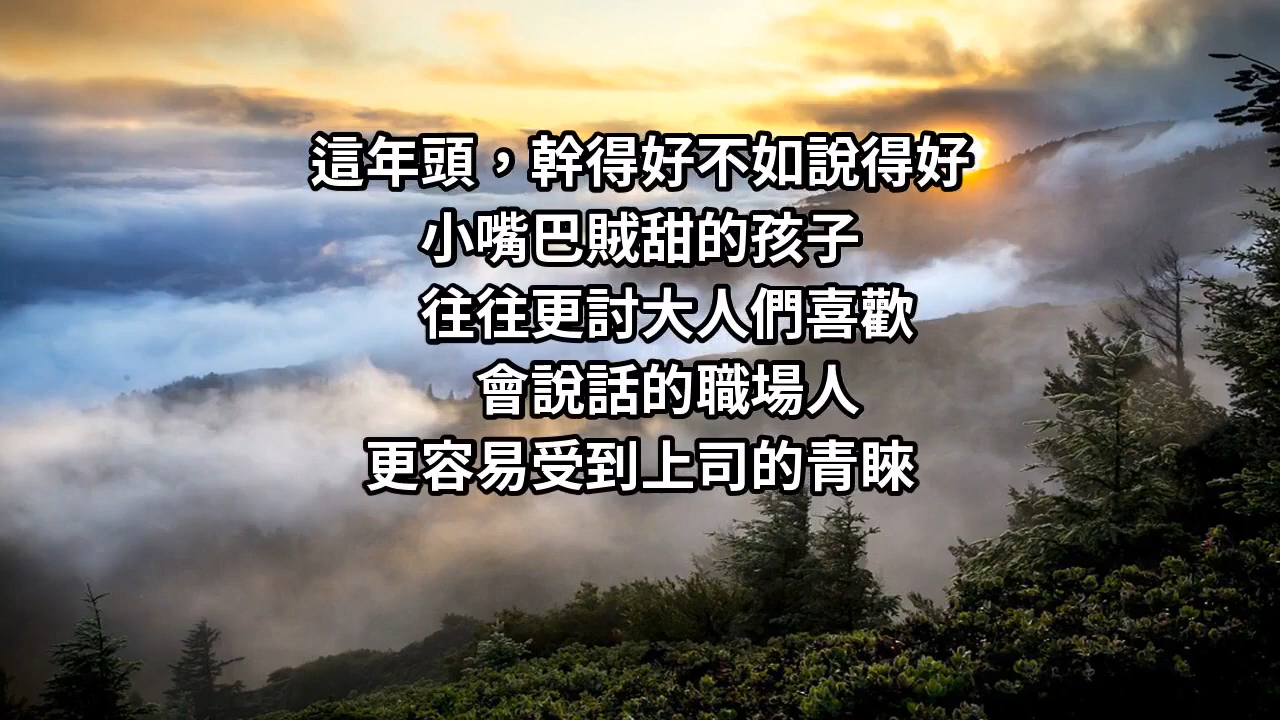 這年頭，幹得好不如說得好
小嘴巴賊甜的孩子
往往更討大人們喜歡
會說話的職場人
更容易受到上司的青睞